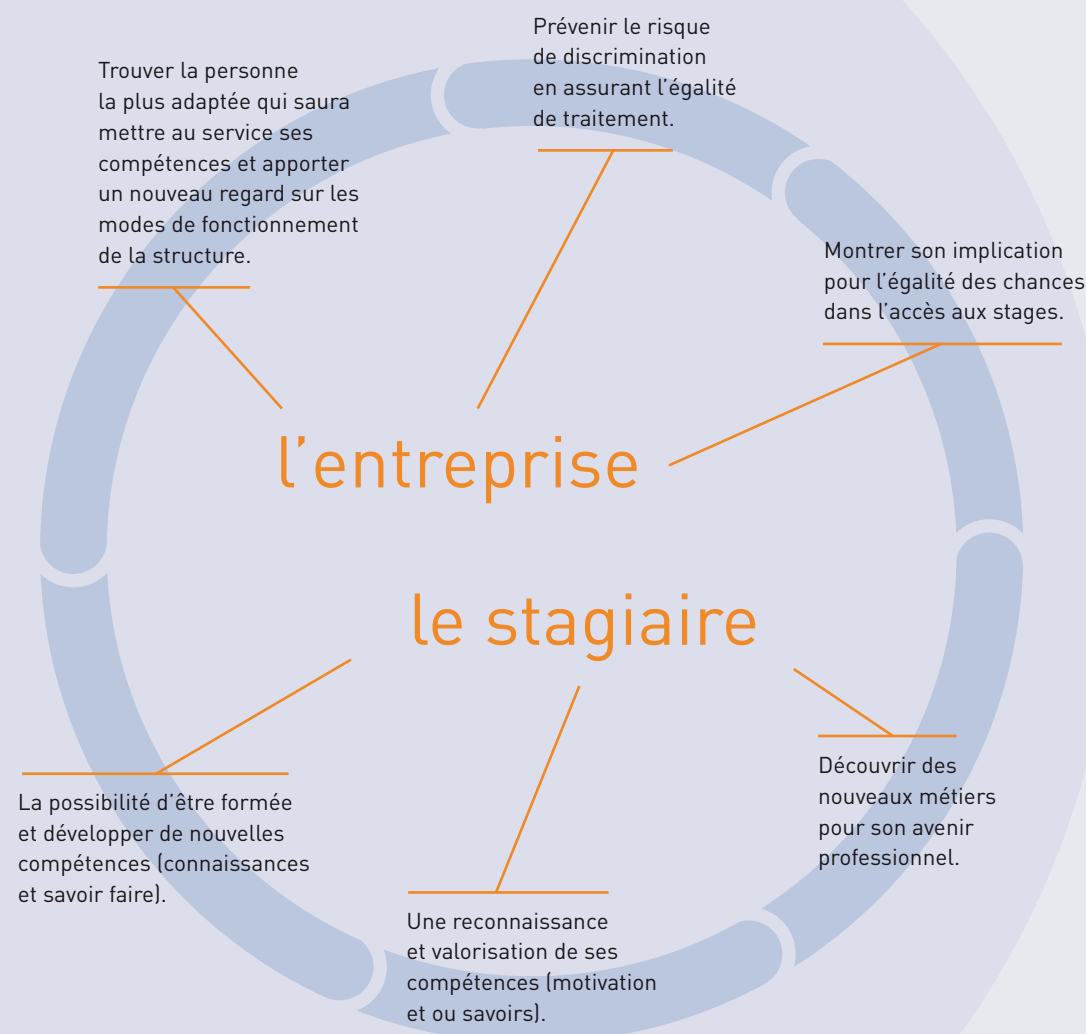 Prévenir le risque
de discrimination
en assurant l'égalité
de traitement.
Trouver la personne
la plus adaptée qui saura
mettre au service ses
compétences et apporter
un nouveau regard sur les
modes de fonctionnement
de la structure.
Montrer son implication
pour l'égalité des chances
dans l'accès aux stages.
l'entreprise
le stagiaire
La possibilité d'être formée
et développer de nouvelles
compétences (connaissances
et savoir faire).
Une reconnaissance
et valorisation de ses
compétences (motivation
et ou savoirs).
Découvrir des
nouveaux métiers
pour son avenir
professionnel.